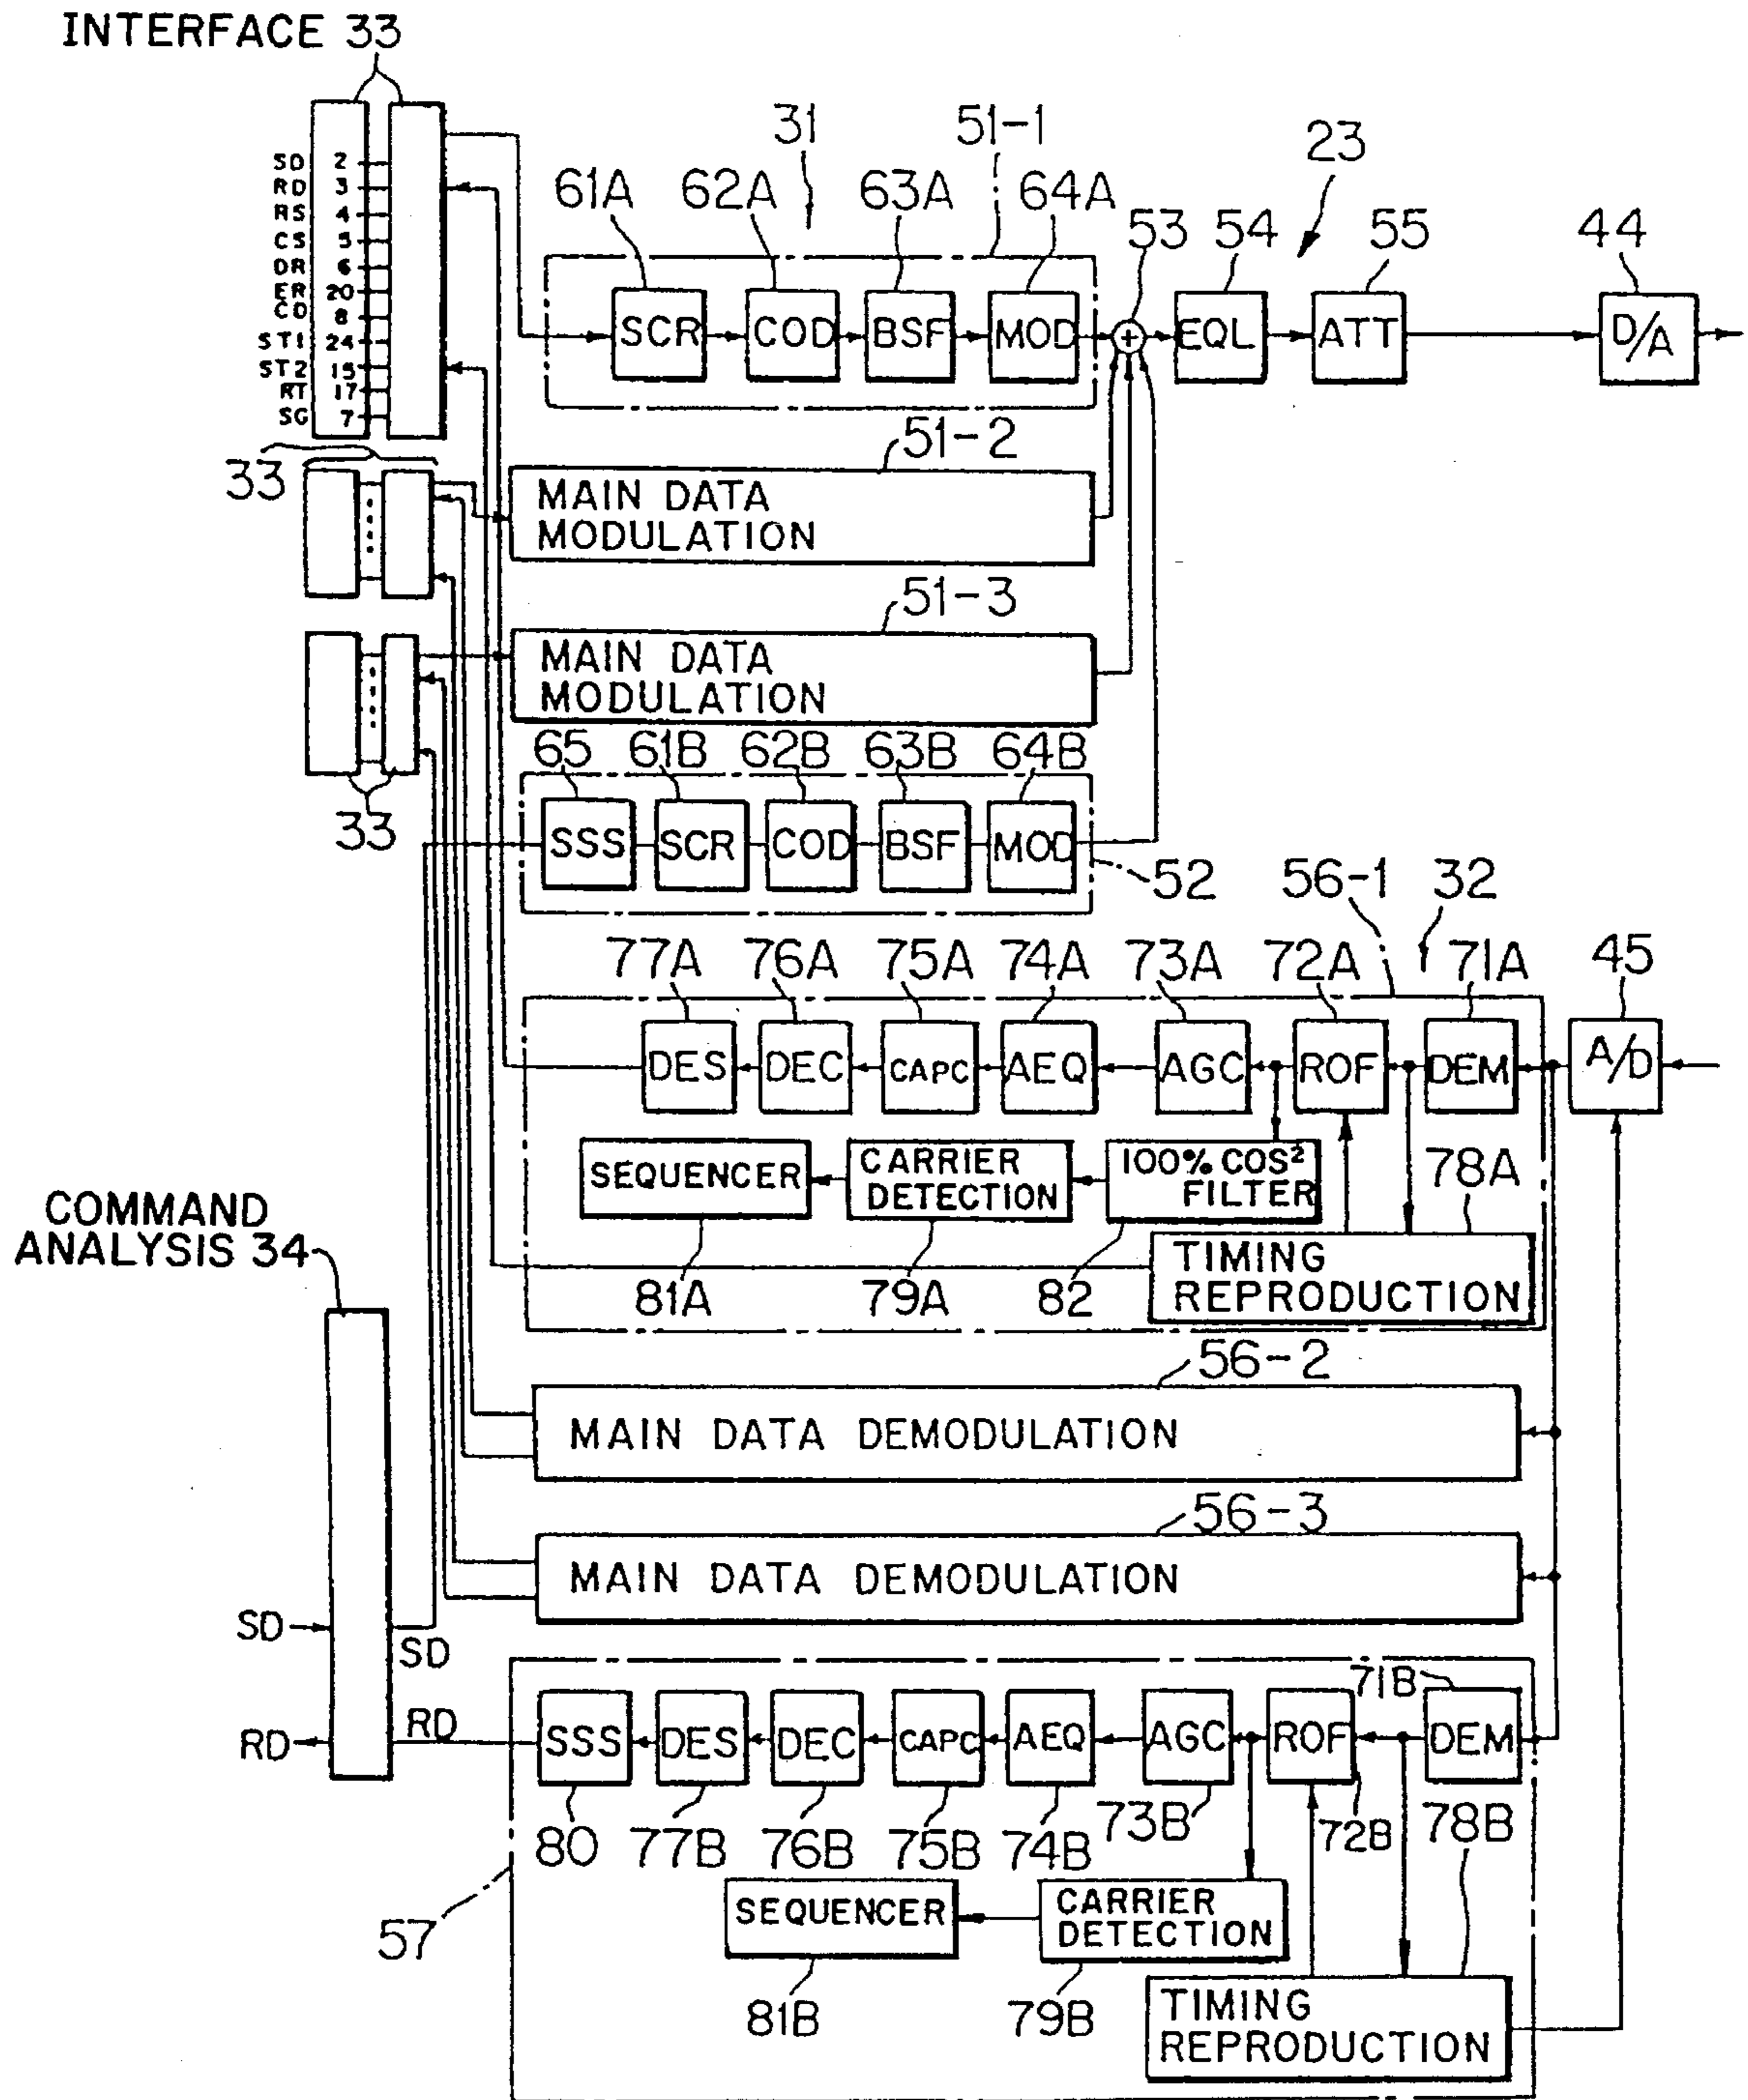 INTERFACE 33
31
51-1
23
SD 2
RD 3
RS 4
CS 5
DR 6
ER 20
CD 8
ST1 24
ST2 15
RT 17
SG 7
61A 62A 63A 64A 53 54 55 44
SCR COD BSF MOD + EQL ATT D/A
33
51-2
MAIN DATA
MODULATION
51-3
MAIN DATA
MODULATION
33
65 61B 62B 63B 64B
SSS SCR COD BSF MOD
52
56-1 32
77A 76A 75A 74A 73A 72A 71A 45
DES DEC CAPC AEQ AGC ROF DEM A/D
SEQUENCER
CARRIER
DETECTION
100% COS²
FILTER
78A
81A 79A 82
TIMING
REPRODUCTION
COMMAND
ANALYSIS 34
56-2
MAIN DATA DEMODULATION
56-3
MAIN DATA DEMODULATION
SD
SD
RD
RD
71B
SSS DES DEC CAPC AEQ AGC ROF DEM
80 77B 76B 75B 74B 73B 72B 78B
57
SEQUENCER
CARRIER
DETECTION
81B 79B
TIMING
REPRODUCTION